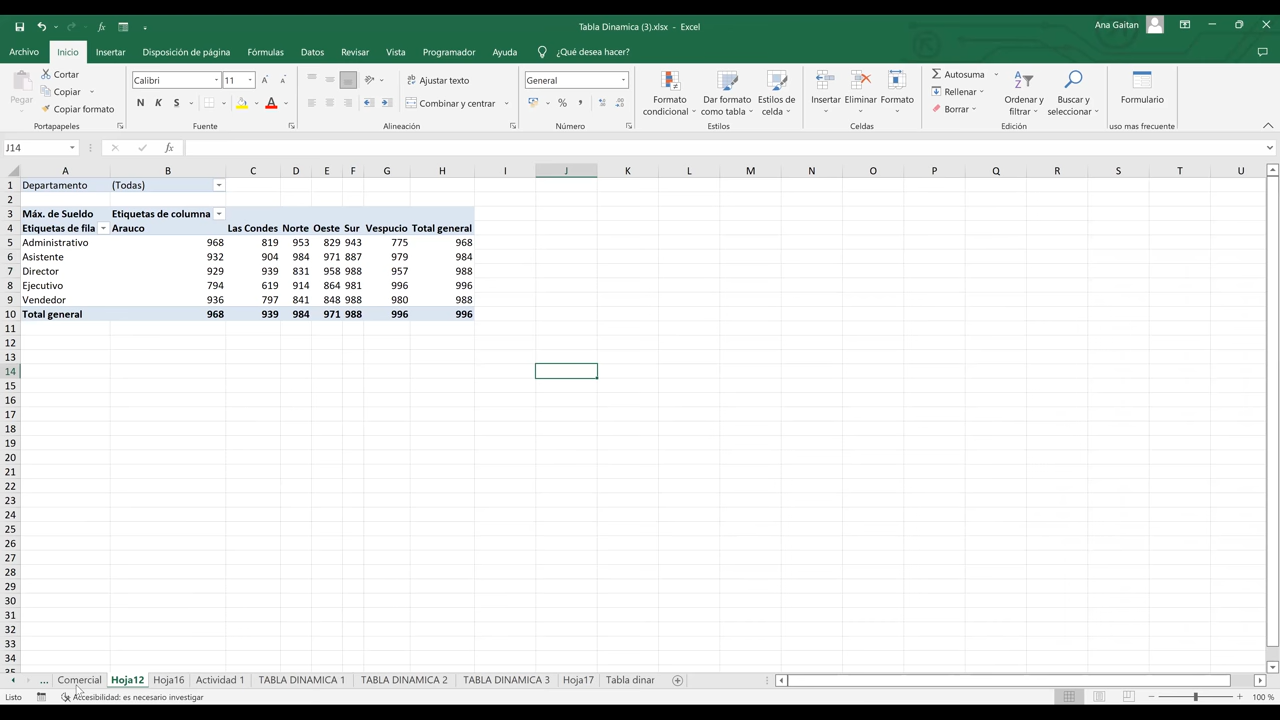 Tabla Dinamica (3).xlsx - Excel
Ana Gaitan
Archivo Inicio Insertar Disposición de página Fórmulas Datos Revisar Vista Programador Ayuda ¿Qué desea hacer?
Pegar
Cortar
Copiar
Copiar formato
Portapapeles
Calibri 11
N K S
Fuente
Ajustar texto
Combinar y centrar
Alineación
General
%
Número
Formato condicional
Dar formato como tabla
Estilos de celda
Estilos
Insertar Eliminar Formato
Celdas
Autosuma
Rellenar
Borrar
Ordenar y filtrar
Buscar y seleccionar
Edición
Formulario
uso mas frecuente
J14 fx
A B C D E F G H I J K L M N O P Q R S T U
1 Departamento (Todas)
2
3 Máx. de Sueldo Etiquetas de columna
4 Etiquetas de fila Arauco Las Condes Norte Oeste Sur Vespucio Total general
5 Administrativo 968 819 953 829 943 775 968
6 Asistente 932 904 984 971 887 979 984
7 Director 929 939 831 958 988 957 988
8 Ejecutivo 794 619 914 864 981 996 996
9 Vendedor 936 797 841 848 988 980 988
10 Total general 968 939 984 971 988 996 996
11
12
13
14
15
16
17
18
19
20
21
22
23
24
25
26
27
28
29
30
31
32
33
34
35
... Comercial Hoja12 Hoja16 Actividad 1 TABLA DINAMICA 1 TABLA DINAMICA 2 TABLA DINAMICA 3 Hoja17 Tabla dinar
Listo Accesibilidad: es necesario investigar 100 %